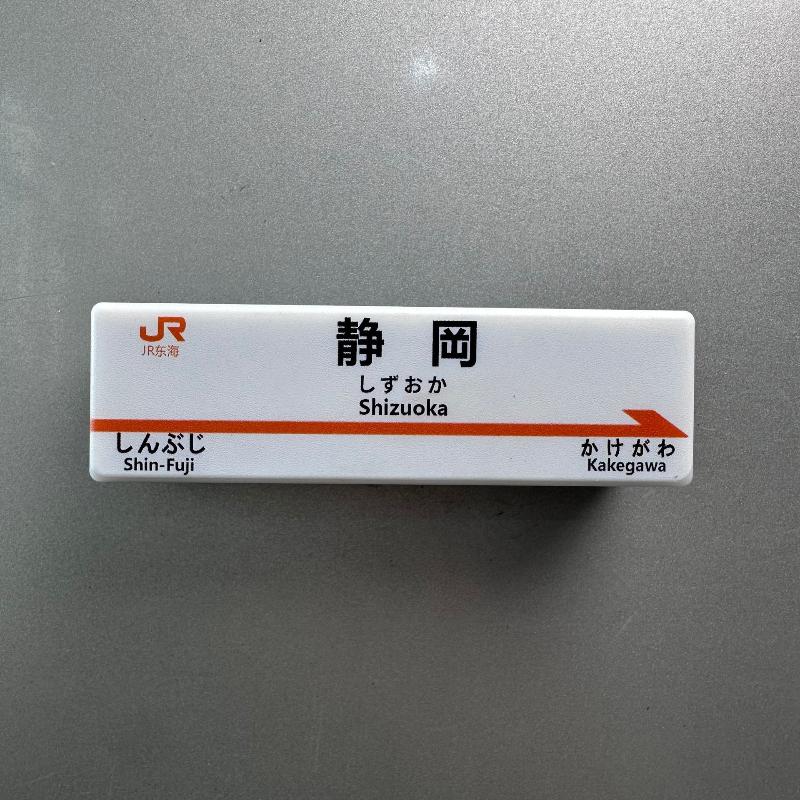 JR
JR东海
静岡
しずおか
Shizuoka
しんぶじ
Shin-Fuji
かけがわ
Kakegawa